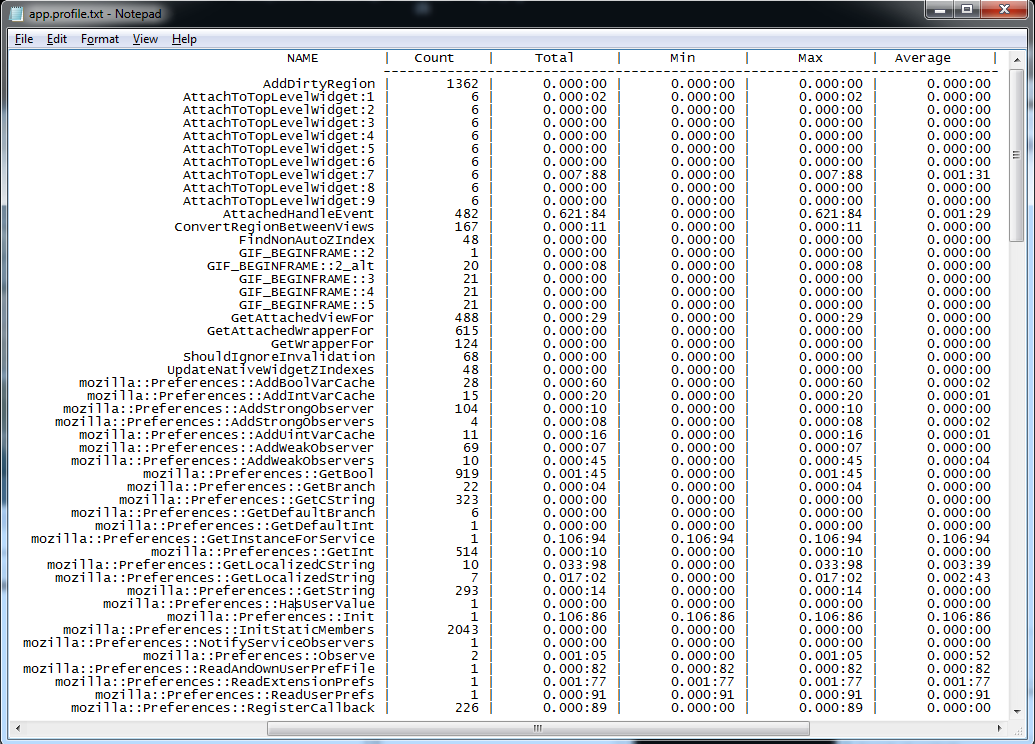 app.profile.txt - Notepad
File Edit Format View Help
NAME | Count | Total | Min | Max | Average |
--------------------------------------------------------------------------------
AddDirtyRegion | 1362 | 0.000:00 | 0.000:00 | 0.000:00 | 0.000:00
AttachToTopLevelWidget:1 | 6 | 0.000:02 | 0.000:00 | 0.000:02 | 0.000:00
AttachToTopLevelWidget:2 | 6 | 0.000:00 | 0.000:00 | 0.000:00 | 0.000:00
AttachToTopLevelWidget:3 | 6 | 0.000:00 | 0.000:00 | 0.000:00 | 0.000:00
AttachToTopLevelWidget:4 | 6 | 0.000:00 | 0.000:00 | 0.000:00 | 0.000:00
AttachToTopLevelWidget:5 | 6 | 0.000:00 | 0.000:00 | 0.000:00 | 0.000:00
AttachToTopLevelWidget:6 | 6 | 0.000:00 | 0.000:00 | 0.000:00 | 0.000:00
AttachToTopLevelWidget:7 | 6 | 0.007:88 | 0.000:00 | 0.007:88 | 0.001:31
AttachToTopLevelWidget:8 | 6 | 0.000:00 | 0.000:00 | 0.000:00 | 0.000:00
AttachToTopLevelWidget:9 | 6 | 0.000:00 | 0.000:00 | 0.000:00 | 0.000:00
AttachedHandleEvent | 482 | 0.621:84 | 0.000:00 | 0.621:84 | 0.001:29
ConvertRegionBetweenViews | 167 | 0.000:11 | 0.000:00 | 0.000:11 | 0.000:00
FindNonAutoZIndex | 48 | 0.000:00 | 0.000:00 | 0.000:00 | 0.000:00
GIF_BEGINFRAME::2 | 1 | 0.000:00 | 0.000:00 | 0.000:00 | 0.000:00
GIF_BEGINFRAME::2_alt | 20 | 0.000:08 | 0.000:00 | 0.000:08 | 0.000:00
GIF_BEGINFRAME::3 | 21 | 0.000:00 | 0.000:00 | 0.000:00 | 0.000:00
GIF_BEGINFRAME::4 | 21 | 0.000:00 | 0.000:00 | 0.000:00 | 0.000:00
GIF_BEGINFRAME::5 | 21 | 0.000:00 | 0.000:00 | 0.000:00 | 0.000:00
GetAttachedViewFor | 488 | 0.000:29 | 0.000:00 | 0.000:29 | 0.000:00
GetAttachedWrapperFor | 615 | 0.000:00 | 0.000:00 | 0.000:00 | 0.000:00
GetWrapperFor | 124 | 0.000:00 | 0.000:00 | 0.000:00 | 0.000:00
ShouldIgnoreInvalidation | 68 | 0.000:00 | 0.000:00 | 0.000:00 | 0.000:00
UpdateNativeWidgetZIndexes | 48 | 0.000:00 | 0.000:00 | 0.000:00 | 0.000:00
mozilla::Preferences::AddBoolVarCache | 28 | 0.000:60 | 0.000:00 | 0.000:60 | 0.000:02
mozilla::Preferences::AddIntVarCache | 15 | 0.000:20 | 0.000:00 | 0.000:20 | 0.000:01
mozilla::Preferences::AddStrongObserver | 104 | 0.000:10 | 0.000:00 | 0.000:10 | 0.000:00
mozilla::Preferences::AddStrongObservers | 4 | 0.000:08 | 0.000:00 | 0.000:08 | 0.000:02
mozilla::Preferences::AddUintVarCache | 11 | 0.000:16 | 0.000:00 | 0.000:16 | 0.000:01
mozilla::Preferences::AddWeakObserver | 69 | 0.000:07 | 0.000:00 | 0.000:07 | 0.000:00
mozilla::Preferences::AddWeakObservers | 10 | 0.000:45 | 0.000:00 | 0.000:45 | 0.000:04
mozilla::Preferences::GetBool | 919 | 0.001:45 | 0.000:00 | 0.001:45 | 0.000:00
mozilla::Preferences::GetBranch | 22 | 0.000:04 | 0.000:00 | 0.000:04 | 0.000:00
mozilla::Preferences::GetCString | 323 | 0.000:00 | 0.000:00 | 0.000:00 | 0.000:00
mozilla::Preferences::GetDefaultBranch | 6 | 0.000:00 | 0.000:00 | 0.000:00 | 0.000:00
mozilla::Preferences::GetDefaultInt | 1 | 0.000:00 | 0.000:00 | 0.000:00 | 0.000:00
mozilla::Preferences::GetInstanceForService | 1 | 0.106:94 | 0.106:94 | 0.106:94 | 0.106:94
mozilla::Preferences::GetInt | 514 | 0.000:10 | 0.000:00 | 0.000:10 | 0.000:00
mozilla::Preferences::GetLocalizedCString | 10 | 0.033:98 | 0.000:00 | 0.033:98 | 0.003:39
mozilla::Preferences::GetLocalizedString | 7 | 0.017:02 | 0.000:00 | 0.017:02 | 0.002:43
mozilla::Preferences::GetString | 293 | 0.000:14 | 0.000:00 | 0.000:14 | 0.000:00
mozilla::Preferences::HasUserValue | 1 | 0.000:00 | 0.000:00 | 0.000:00 | 0.000:00
mozilla::Preferences::Init | 1 | 0.106:86 | 0.106:86 | 0.106:86 | 0.106:86
mozilla::Preferences::InitStaticMembers | 2043 | 0.000:00 | 0.000:00 | 0.000:00 | 0.000:00
mozilla::Preferences::NotifyServiceObservers | 1 | 0.000:00 | 0.000:00 | 0.000:00 | 0.000:00
mozilla::Preferences::Observe | 2 | 0.001:05 | 0.000:00 | 0.001:05 | 0.000:52
mozilla::Preferences::ReadAndOwnUserPrefFile | 1 | 0.000:82 | 0.000:82 | 0.000:82 | 0.000:82
mozilla::Preferences::ReadExtensionPrefs | 1 | 0.001:77 | 0.001:77 | 0.001:77 | 0.001:77
mozilla::Preferences::ReadUserPrefs | 1 | 0.000:91 | 0.000:91 | 0.000:91 | 0.000:91
mozilla::Preferences::RegisterCallback | 226 | 0.000:89 | 0.000:00 | 0.000:89 | 0.000:00